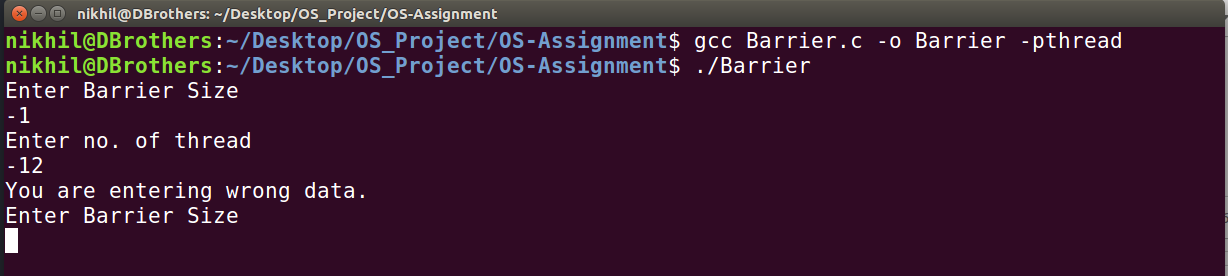 nikhil@DBrothers: ~/Desktop/OS_Project/OS-Assignment
nikhil@DBrothers:~/Desktop/OS_Project/OS-Assignment$ gcc Barrier.c -o Barrier -pthread
nikhil@DBrothers:~/Desktop/OS_Project/OS-Assignment$ ./Barrier
Enter Barrier Size
-1
Enter no. of thread
-12
You are entering wrong data.
Enter Barrier Size